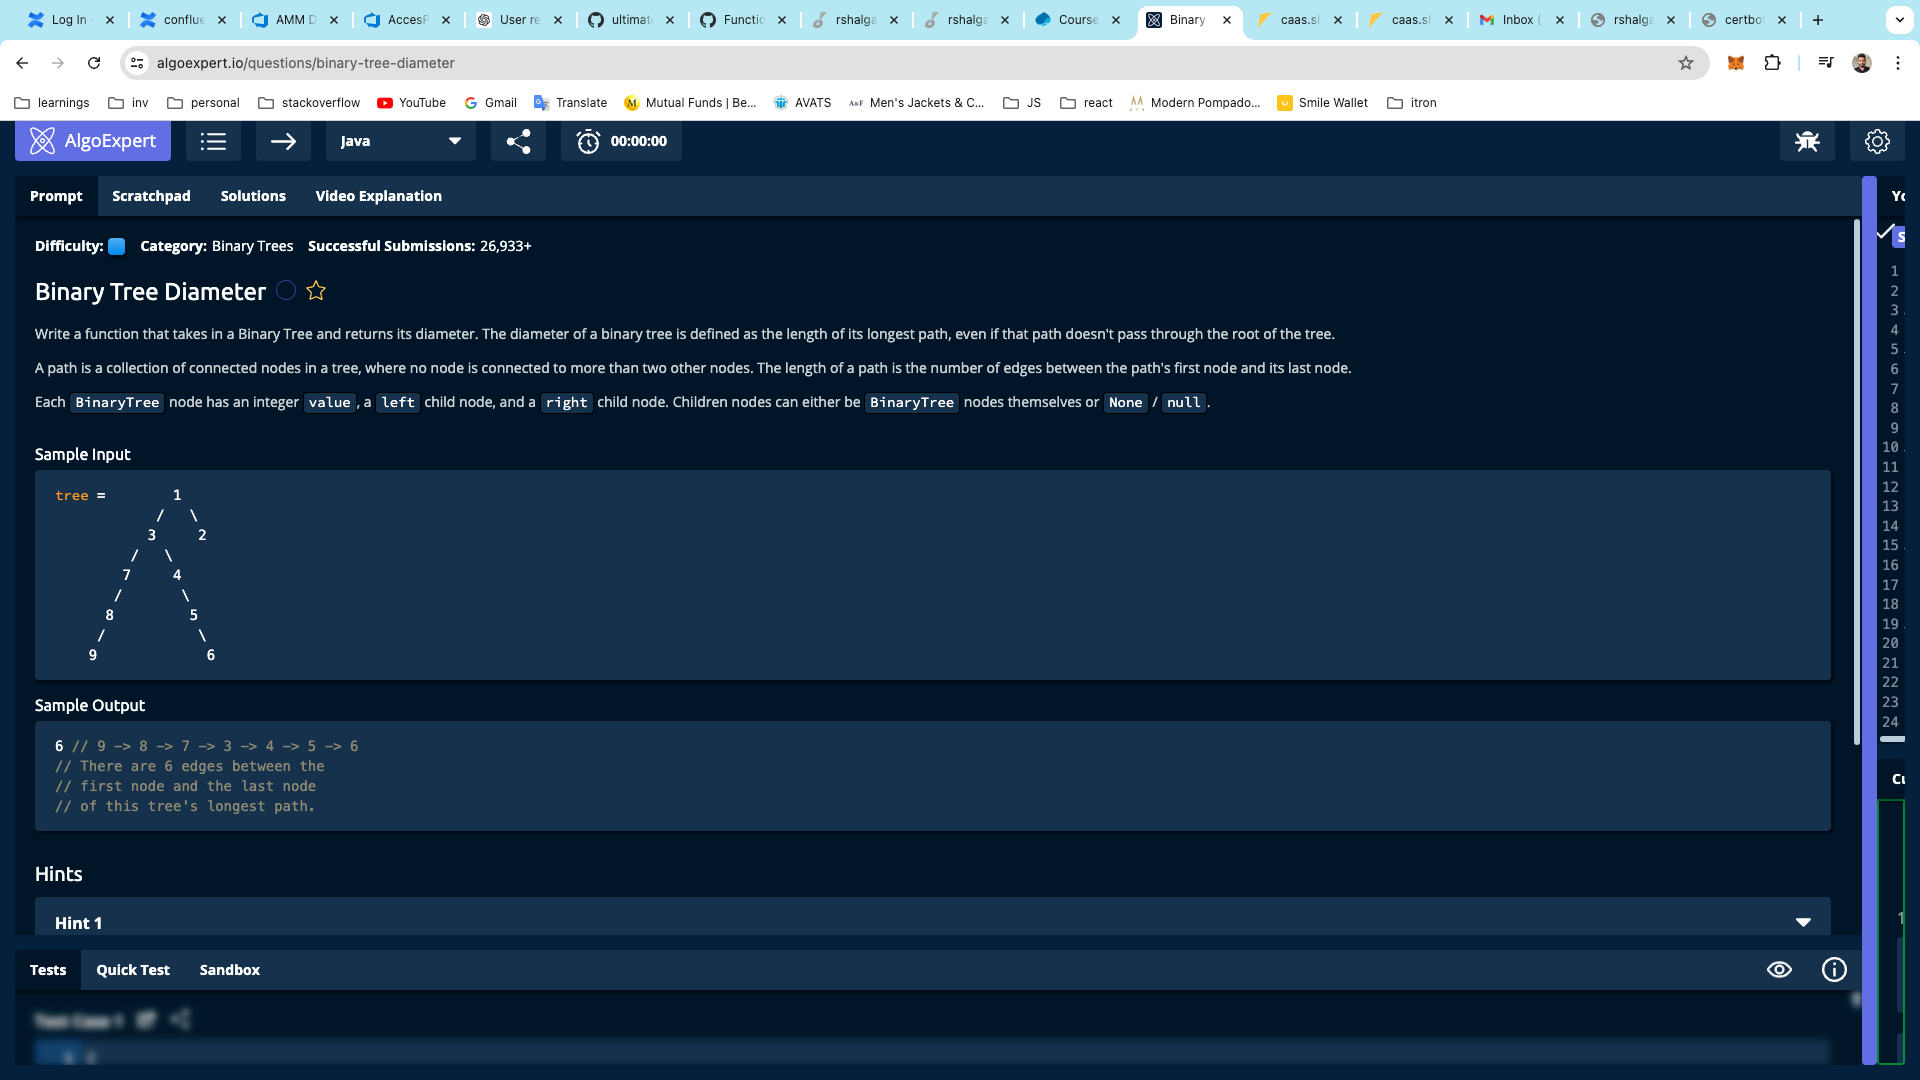 Log In - conflue AMM D AccesP User re ultimate Functio rshalga rshalga Course Binary caas.sl caas.sl Inbox ( rshalga certbo
algoexpert.io/questions/binary-tree-diameter
learnings inv personal stackoverflow YouTube Gmail Translate Mutual Funds | Be... AVATS A&F Men's Jackets & C... JS react Modern Pompado... Smile Wallet itron
AlgoExpert Java 00:00:00
Prompt Scratchpad Solutions Video Explanation
Difficulty: Category: Binary Trees Successful Submissions: 26,933+
Binary Tree Diameter
Write a function that takes in a Binary Tree and returns its diameter. The diameter of a binary tree is defined as the length of its longest path, even if that path doesn't pass through the root of the tree.
A path is a collection of connected nodes in a tree, where no node is connected to more than two other nodes. The length of a path is the number of edges between the path's first node and its last node.
Each BinaryTree node has an integer value, a left child node, and a right child node. Children nodes can either be BinaryTree nodes themselves or None / null.
Sample Input
tree = 1
/ \
3 2
/ \
7 4
/ \
8 5
/ \
9 6
Sample Output
6 // 9 -> 8 -> 7 -> 3 -> 4 -> 5 -> 6
// There are 6 edges between the
// first node and the last node
// of this tree's longest path.
Hints
Hint 1
Tests Quick Test Sandbox
Test Case 1
Yo
S
1
2
3
4
5
6
7
8
9
10
11
12
13
14
15
16
17
18
19
20
21
22
23
24
Cu
1